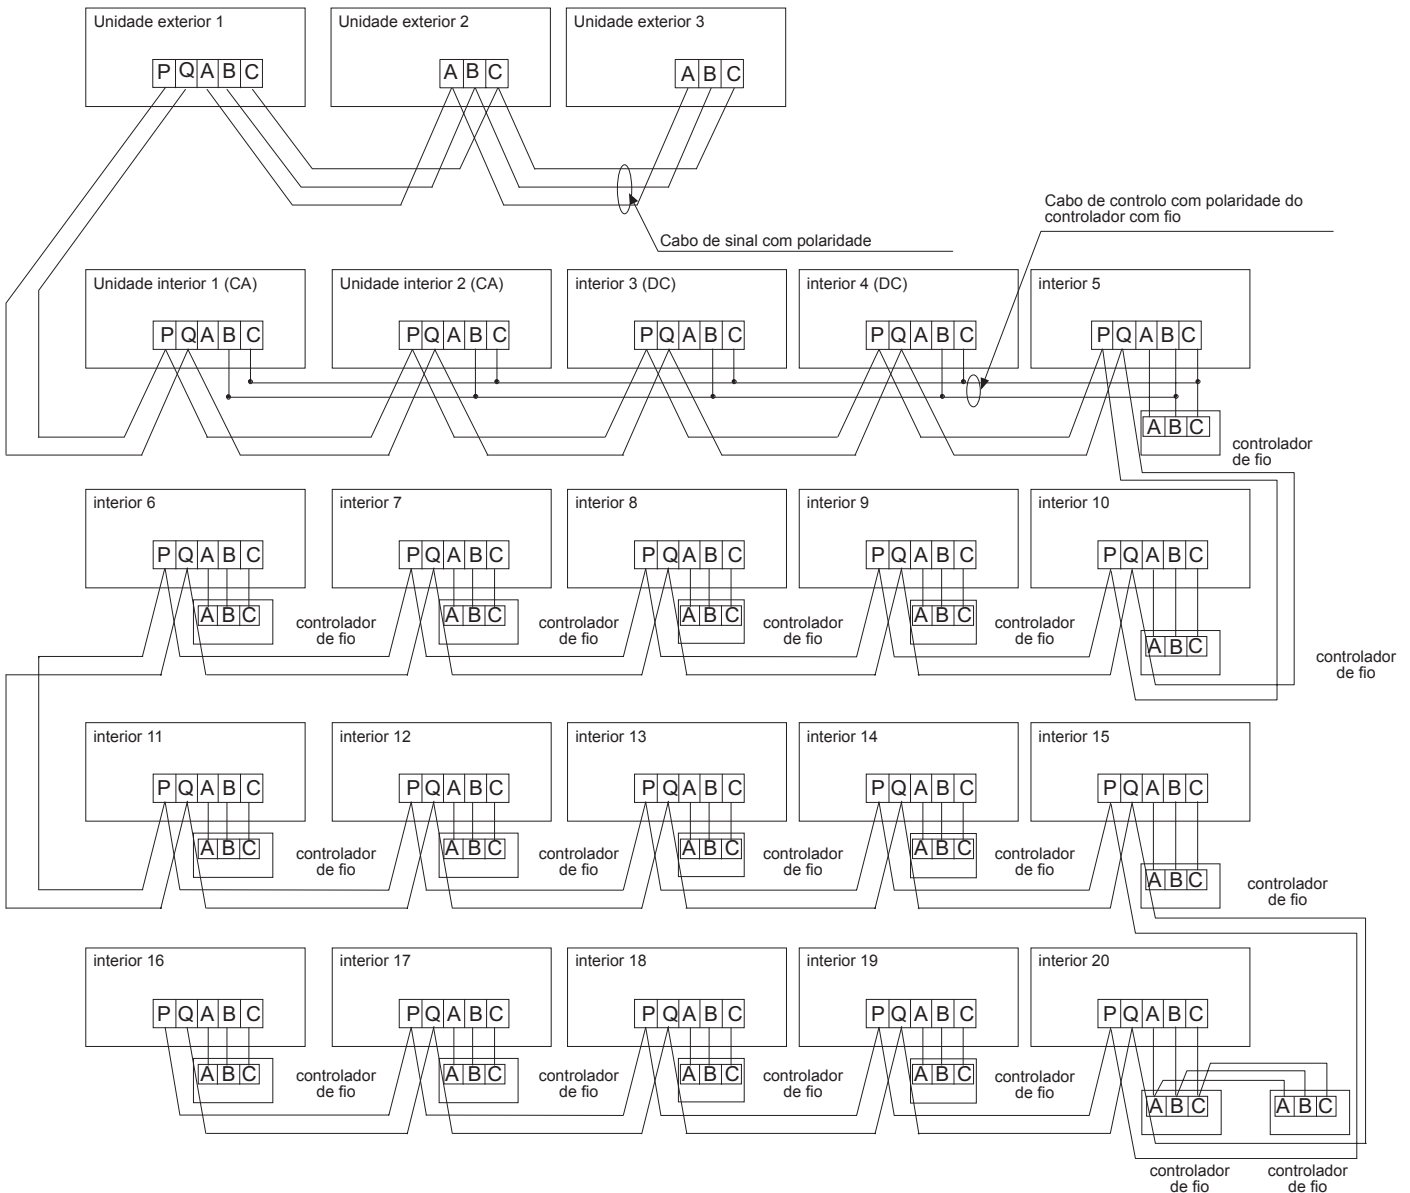 Unidade exterior 1
Unidade exterior 2
Unidade exterior 3
P Q A B C
A B C
A B C
Cabo de controlo com polaridade do
controlador com fio
Cabo de sinal com polaridade
Unidade interior 1 (CA)
Unidade interior 2 (CA)
interior 3 (DC)
interior 4 (DC)
interior 5
P Q A B C
P Q A B C
P Q A B C
P Q A B C
P Q A B C
A B C
controlador
de fio
interior 6
interior 7
interior 8
interior 9
interior 10
P Q A B C
P Q A B C
P Q A B C
P Q A B C
P Q A B C
A B C
controlador
de fio
A B C
controlador
de fio
A B C
controlador
de fio
A B C
controlador
de fio
A B C
controlador
de fio
interior 11
interior 12
interior 13
interior 14
interior 15
P Q A B C
P Q A B C
P Q A B C
P Q A B C
P Q A B C
A B C
controlador
de fio
A B C
controlador
de fio
A B C
controlador
de fio
A B C
controlador
de fio
A B C
controlador
de fio
interior 16
interior 17
interior 18
interior 19
interior 20
P Q A B C
P Q A B C
P Q A B C
P Q A B C
P Q A B C
A B C
controlador
de fio
A B C
controlador
de fio
A B C
controlador
de fio
A B C
controlador
de fio
A B C
A B C
controlador
de fio
controlador
de fio